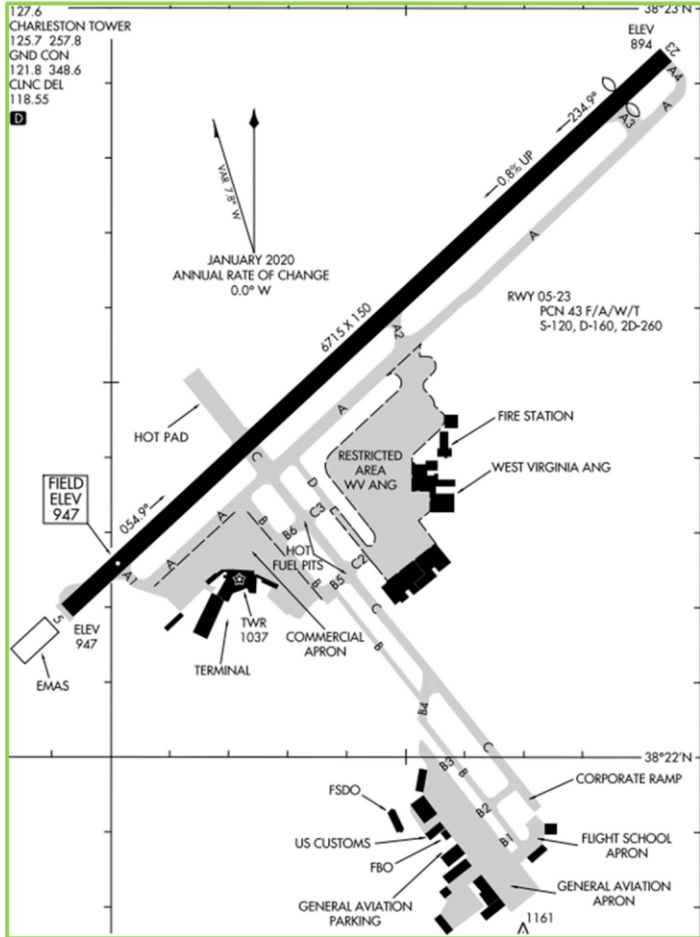 127.6
CHARLESTON TOWER
125.7 257.8
GND CON
121.8 348.6
CLNC DEL
118.55
D
38°23'N
ELEV
894
23
A4
A
A3
234.9°
0.8% UP
VAR 7.8° W
JANUARY 2020
ANNUAL RATE OF CHANGE
0.0° W
A
RWY 05-23
PCN 43 F/A/W/T
S-120, D-160, 2D-260
6715 X 150
A2
A
HOT PAD
FIRE STATION
C
RESTRICTED
AREA
WV ANG
WEST VIRGINIA ANG
D
FIELD
ELEV
947
054.9°
A
B
B6
C3
HOT
FUEL PITS
A
A1
C2
B5
B
5
TWR
1037
C
ELEV
947
COMMERCIAL
APRON
B
TERMINAL
EMAS
B4
C
38°22'N
B3
B
CORPORATE RAMP
FSDO
B2
US CUSTOMS
B1
FLIGHT SCHOOL
APRON
FBO
GENERAL AVIATION
PARKING
GENERAL AVIATION
APRON
1161